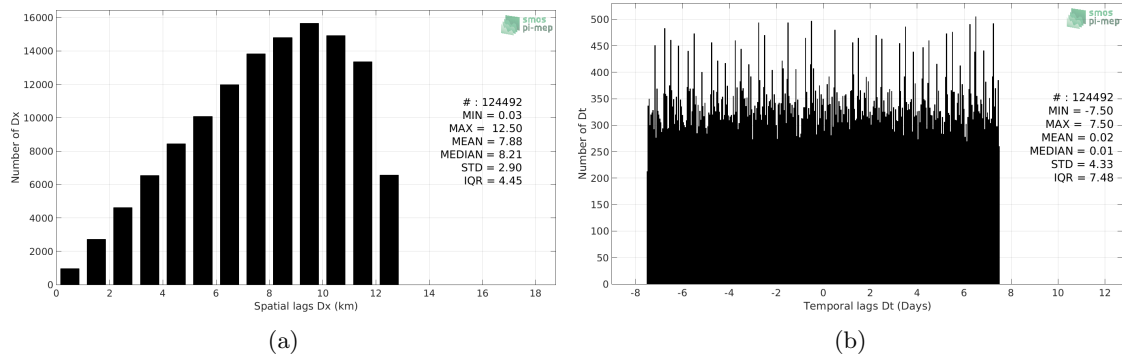 16000
14000
12000
10000
8000
6000
4000
2000
0
Number of Dx
0 2 4 6 8 10 12 14 16 18
Spatial lags Dx (km)
smos
pi-mep
# : 124492
MIN = 0.03
MAX = 12.50
MEAN = 7.88
MEDIAN = 8.21
STD = 2.90
IQR = 4.45
(a)
500
450
400
350
300
250
200
150
100
50
0
Number of Dt
-8 -6 -4 -2 0 2 4 6 8 10 12
Temporal lags Dt (Days)
smos
pi-mep
# : 124492
MIN = -7.50
MAX = 7.50
MEAN = 0.02
MEDIAN = 0.01
STD = 4.33
IQR = 7.48
(b)